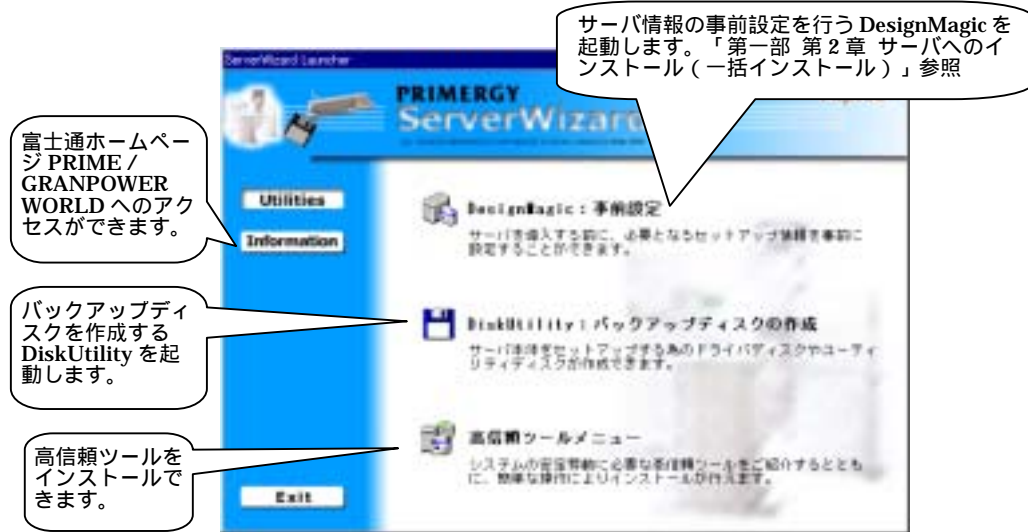 サーバ情報の事前設定を行う DesignMagic を
起動します。「第一部 第 2 章 サーバへのイ
ンストール ( 一括インストール ) 」参照
ServerWizard Launcher
PRIMERGY
ServerWizard
富士通ホームペー
ジ PRIME /
GRANPOWER
WORLD へのアク
セスができます。
Utilities
Information
DesignMagic : 事前設定
サーバを導入する前に、必要となるセットアップ情報を事前に
設定することができます。
バックアップディ
スクを作成する
DiskUtility を起
動します。
DiskUtility : バックアップディスクの作成
サーバ本体をセットアップする為のドライバディスクやユーティ
リティディスクが作成できます。
高信頼ツールを
インストールで
きます。
高信頼ツールメニュー
システムの安定稼動に必要な高信頼ツールをご紹介するととも
に、簡単な操作によりインストールが行えます。
Exit